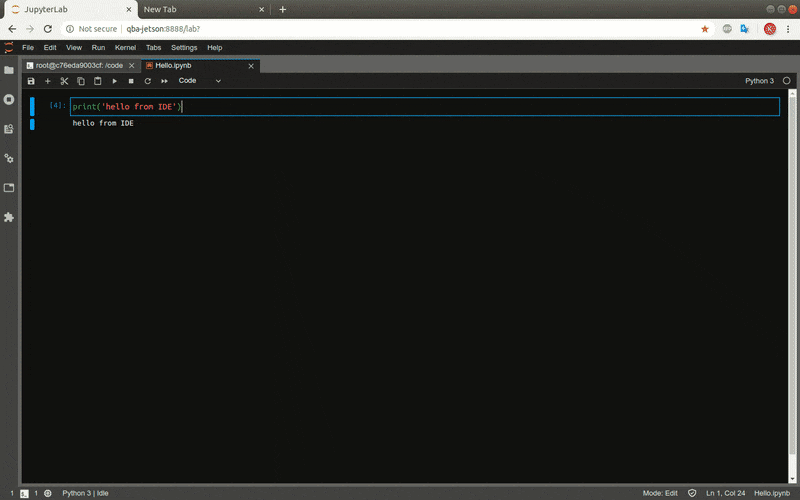 JupyterLab
New Tab
Not secure
qba-jetson:8888/lab?
File Edit View Run Kernel Tabs Settings Help
root@c76eda9003cf: /code
Hello.ipynb
Code
Python 3
[4]:
print('hello from IDE')
hello from IDE
1
1
Python 3 | Idle
Mode: Edit
Ln 1, Col 24
Hello.ipynb